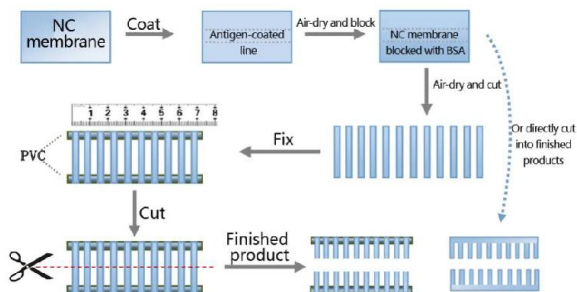 NC
membrane
Coat
Antigen-coated
line
Air-dry and block
NC membrane
blocked with BSA
Air-dry and cut
Or directly cut
into finished
products
1 2 3 4 5 6 7 8
PVC
Fix
Cut
Finished
product